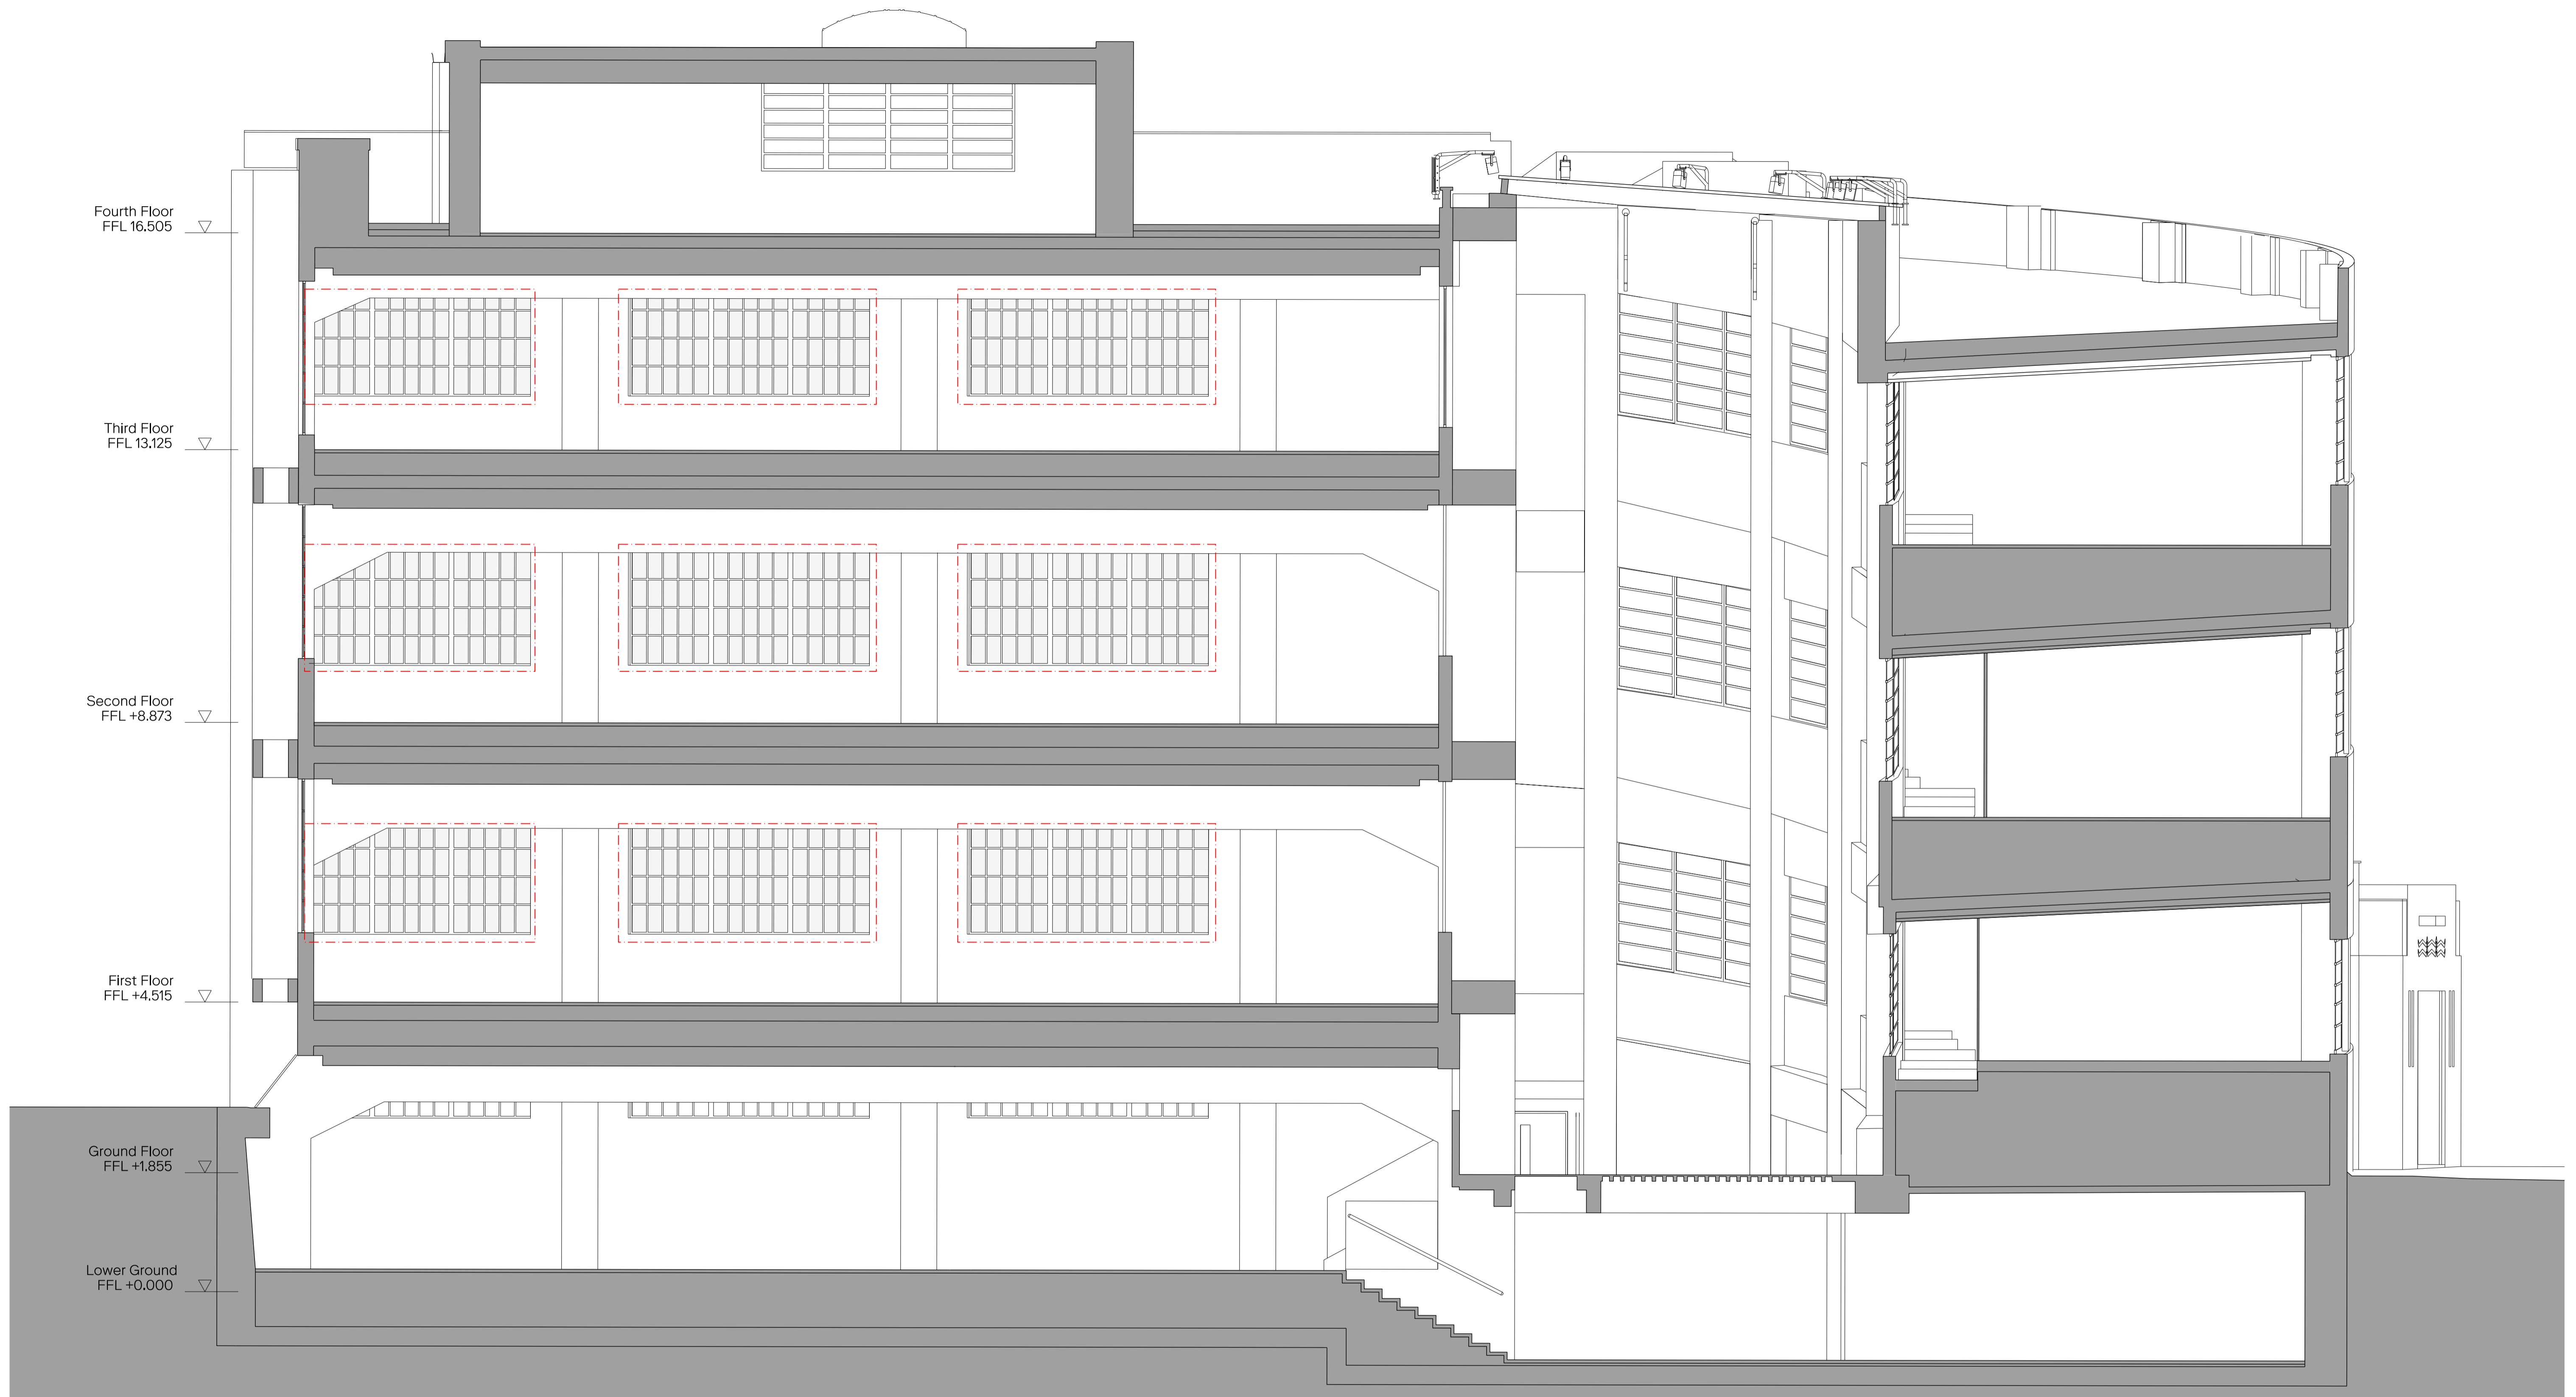 Fourth Floor
FFL 16.505
Third Floor
FFL 13.125
Second Floor
FFL +8.873
First Floor
FFL +4.515
Ground Floor
FFL +1.855
Lower Ground
FFL +0.000